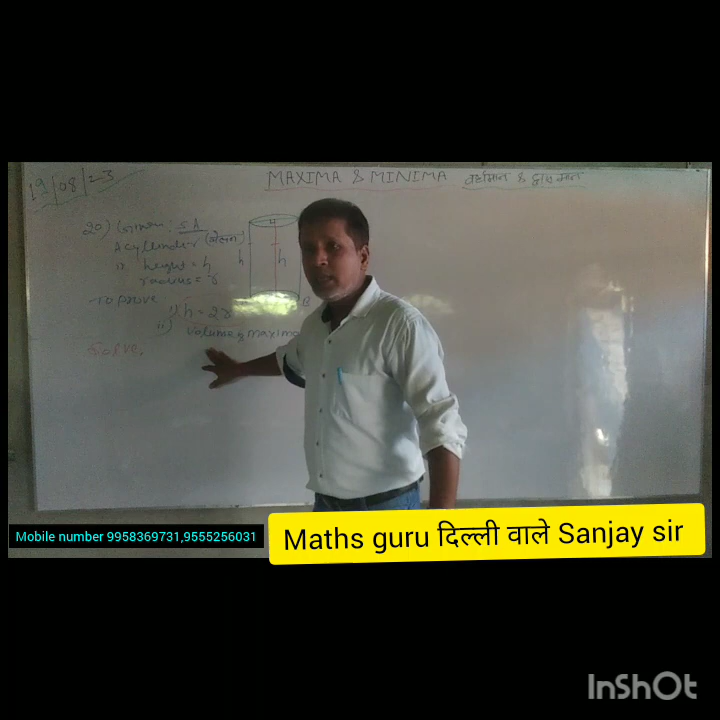 19/08/23
MAXIMA & MINIMA
20) Given: SA
A cylinder (बेलन)
height = h
radius = r
h
h
To prove
i) h = 2r
ii) Volume maxima
Solve.
Mobile number 9958369731,9555256031
Maths guru दिल्ली वाले Sanjay sir
InShOt